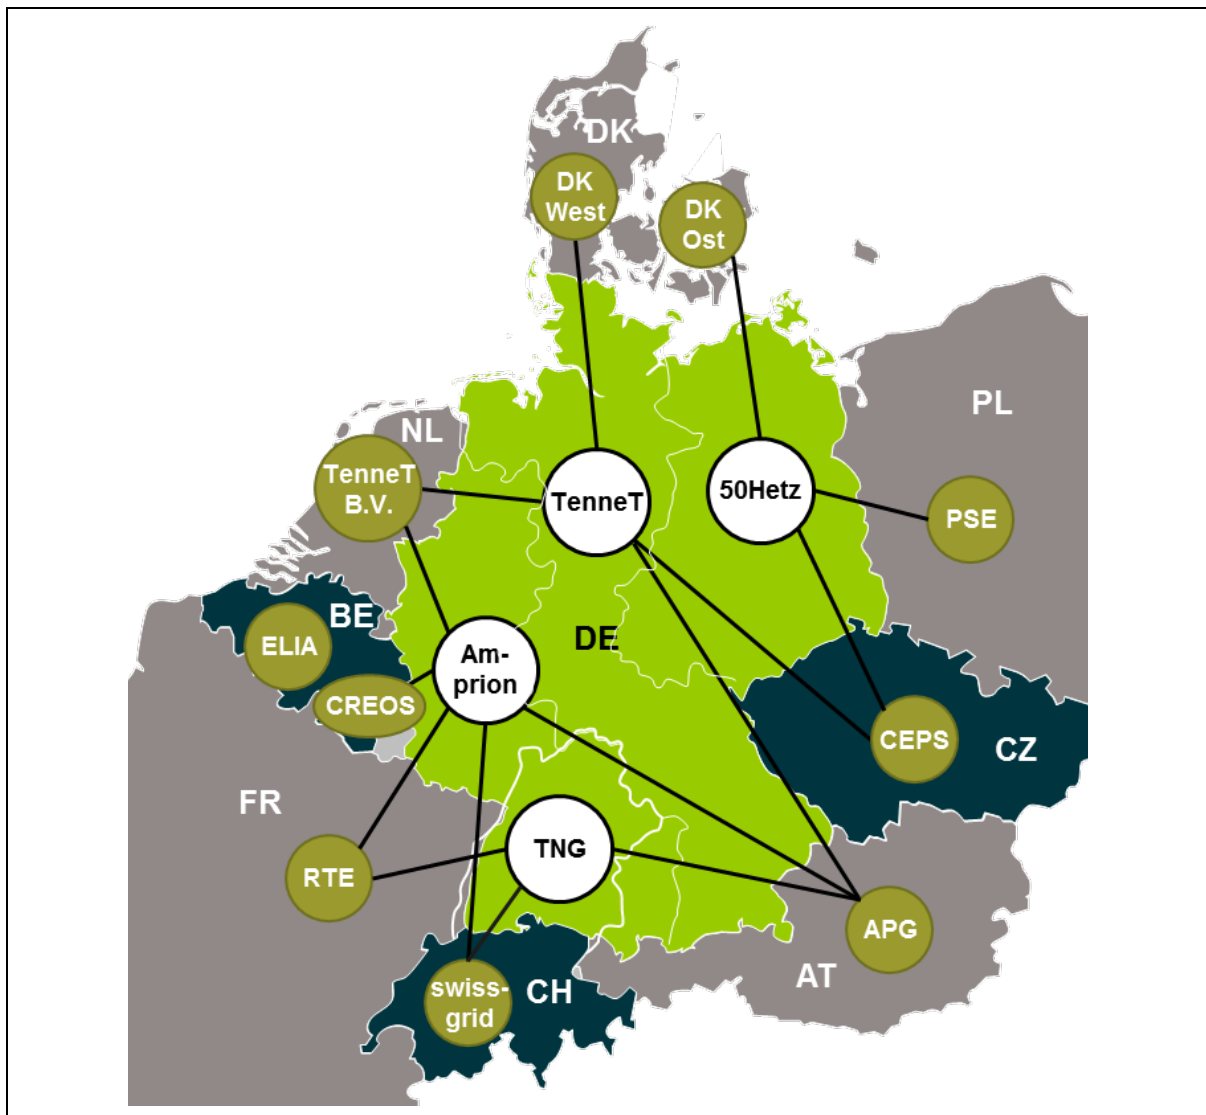 DK
DK
West
DK
Ost
PL
NL
TenneT
B.V.
TenneT
50Hetz
PSE
BE
ELIA
DE
Am-
prion
CREOS
CEPS
CZ
FR
TNG
RTE
APG
AT
swiss-
grid
CH